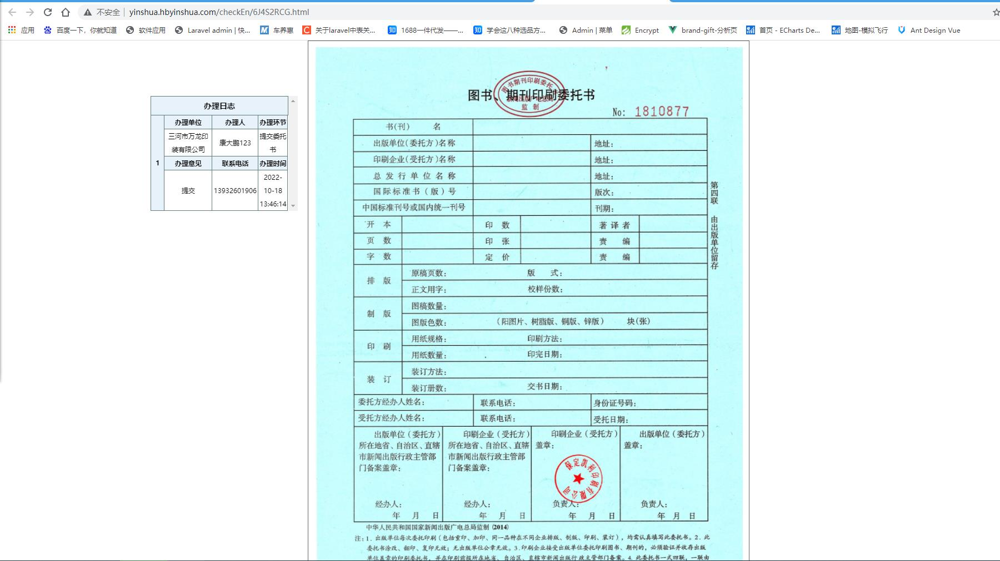 不安全 | yinshua.hbyinshua.com/checkEn/6J4S2RCG.html
应用 百度一下,你就知道 软件应用 Laravel admin | 快... 车养惠 关于laravel中表关... 1688一件代发——... 学会这八种选品方... Admin | 菜单 Encrypt brand-gift-分析页 首页 - ECharts De... 地图-模拟飞行 Ant Design Vue
办理日志
办理单位 办理人 办理环节
三河市万龙印装有限公司 康大鹏123 提交委托书
1
办理意见 联系电话 办理时间
提交 13932601906 2022-10-18 13:46:14
图书期刊印刷委托
监 制
图书、期刊印刷委托书
No: 1810877
书(刊) 名
出版单位(委托方)名称 地址:
印刷企业(受托方)名称 地址:
总发行单位名称 地址:
国际标准书(版)号 版次:
中国标准刊号或国内统一刊号 刊期:
开 本 印 数 著译者
页 数 印 张 责 编
字 数 定 价 责 编
排 版 原稿页数: 版 式:
正文用字: 校样份数:
制 版 图稿数量:
图版色数: (阳图片、树脂版、铜版、锌版) 块(张)
印 刷 用纸规格: 印刷方法:
用纸数量: 印完日期:
装 订 装订方法:
装订册数: 交书日期:
委托方经办人姓名: 联系电话: 身份证号码:
受托方经办人姓名: 联系电话: 受托日期:
出版单位(委托方)所在地省、自治区、直辖市新闻出版行政主管部门备案盖章:
经办人:
年 月 日
印刷企业(受托方)所在地省、自治区、直辖市新闻出版行政主管部门备案盖章:
经办人:
年 月 日
印刷企业(受托方)盖章:
保定凯利印刷有限公司
负责人:
年 月 日
出版单位(委托方)盖章:
负责人:
年 月 日
第四联 由出版单位留存
中华人民共和国国家新闻出版广电总局监制 (2014)
注:1. 出版单位每次委托印刷(包括重印、加印、同一品种在不同企业排版、制版、印刷、装订),均需认真填写此委托书。2. 此
委托书涂改、翻印、复印无效;无出版单位公章无效。3.印刷企业接受出版单位委托印刷图书、期刊的,必须验证并收存出版
单位盖章的印刷委托书,并在印刷前报所在地省、自治区、直辖市新闻出版行政主管部门备案。4. 此委托书一式四联,一联由